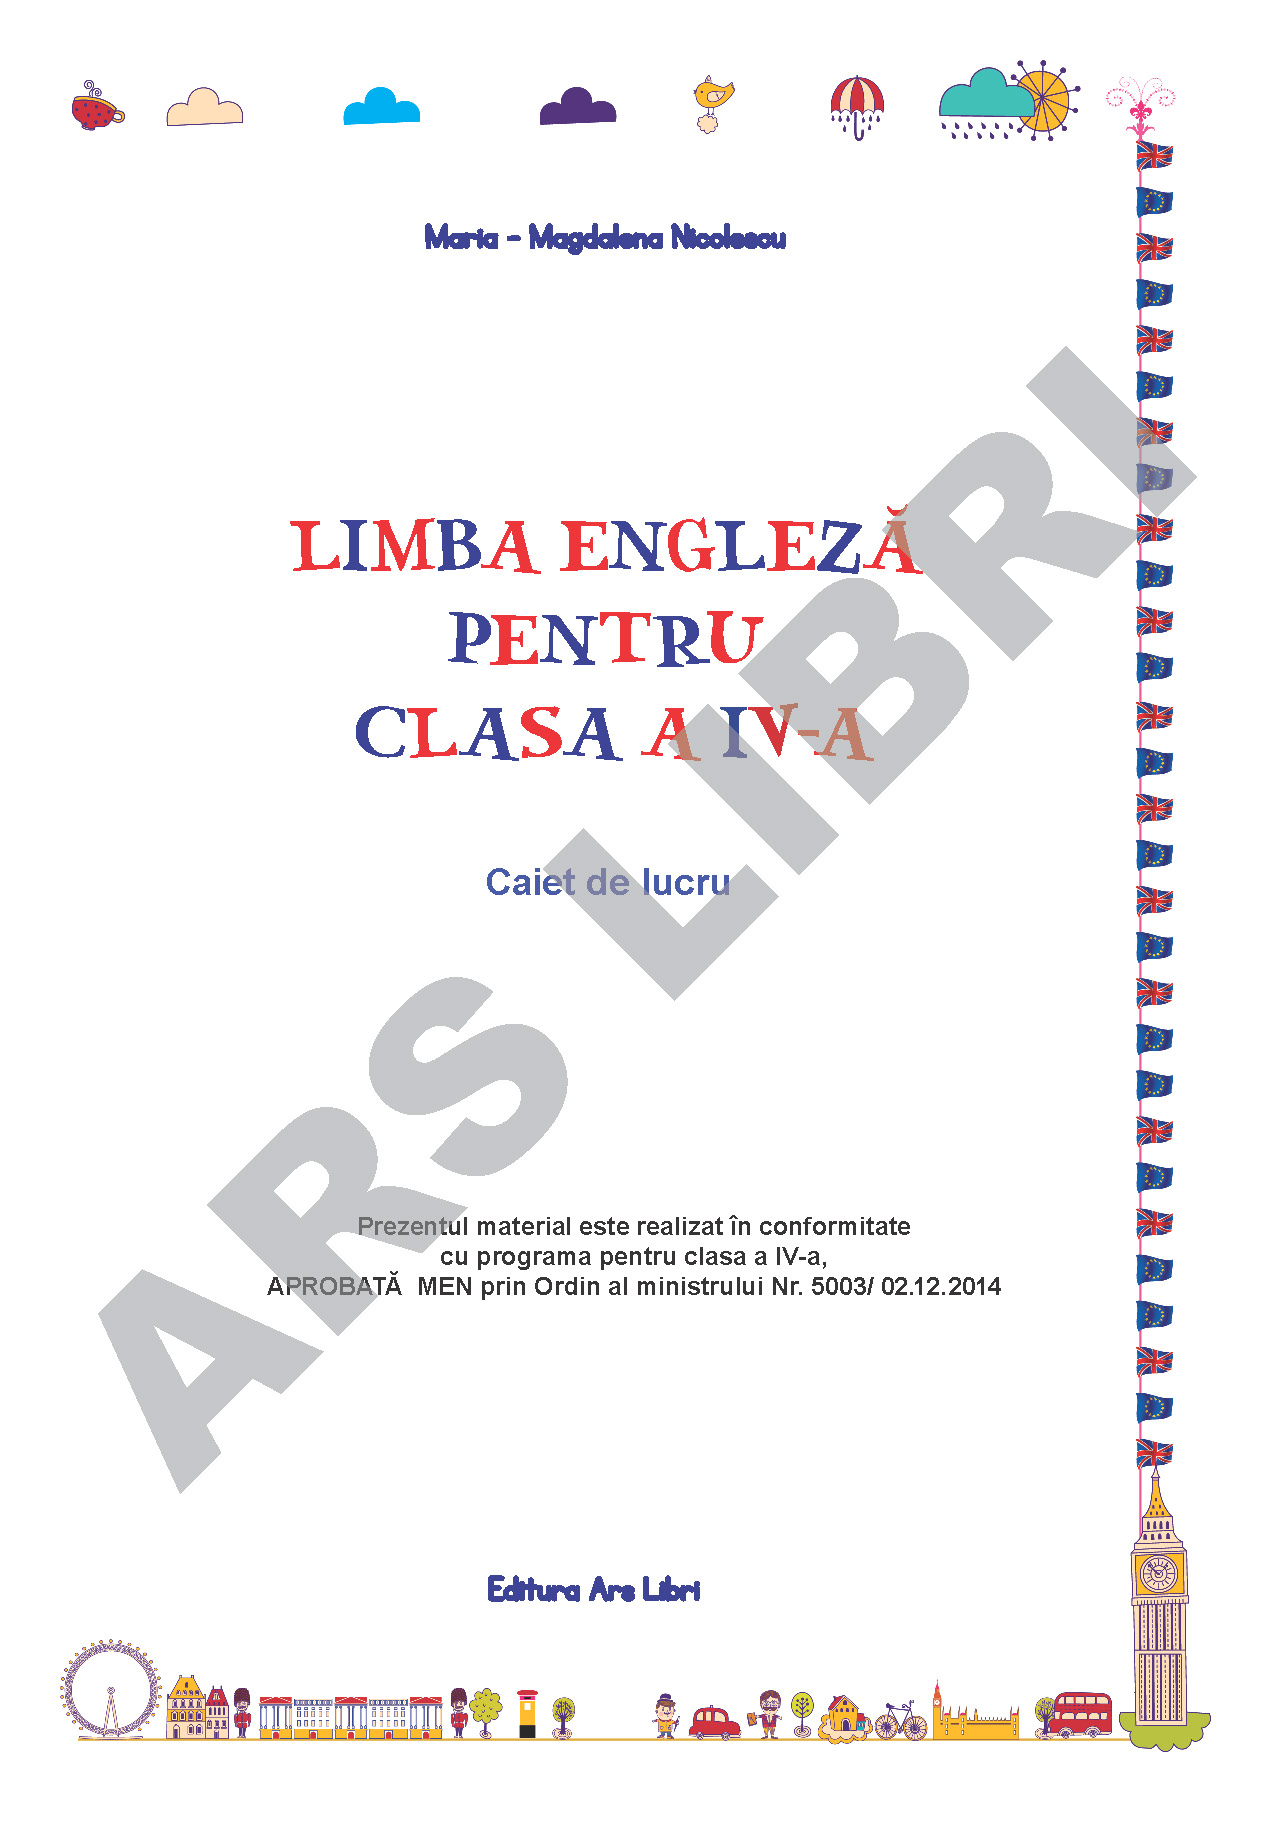 Maria - Magdalena Nicolescu
LIMBA ENGLEZĂ
PENTRU
CLASA A IV-A
Caiet de lucru
Prezentul material este realizat în conformitate
cu programa pentru clasa a IV-a,
APROBATĂ MEN prin Ordin al ministrului Nr. 5003/ 02.12.2014
Editura Ars Libri
ARS LIBRI